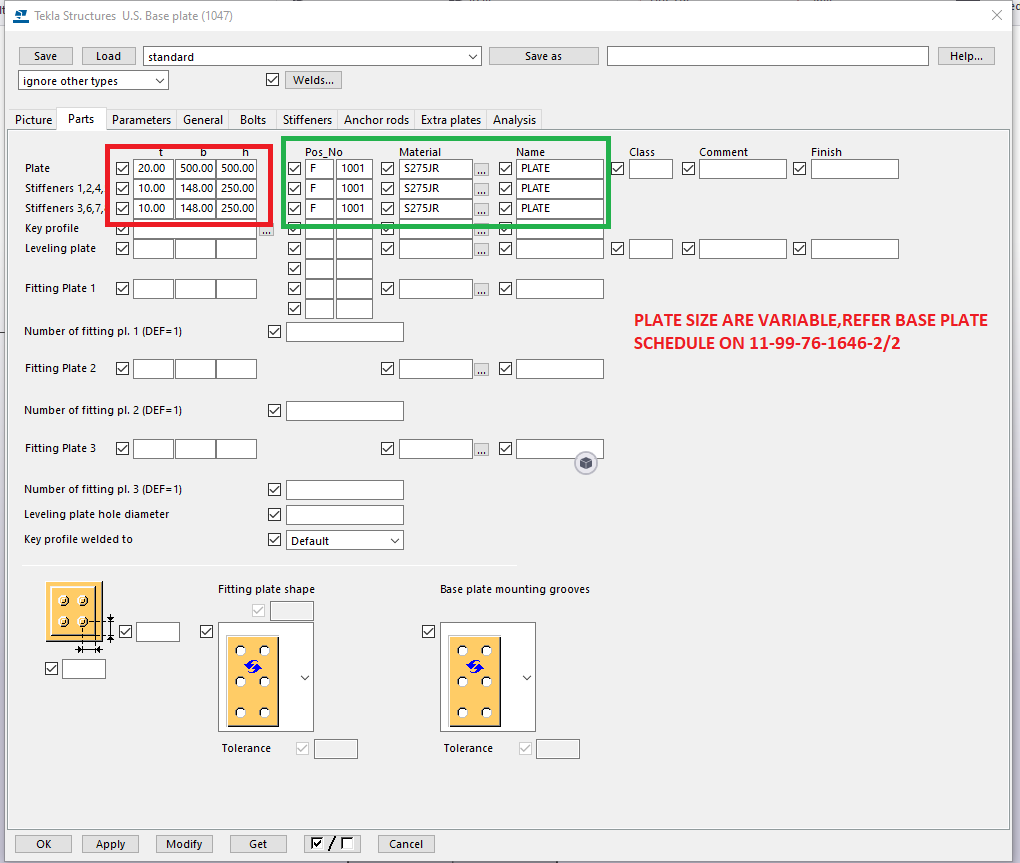 Tekla Structures  U.S. Base plate (1047)
Save Load standard Save as Help...
ignore other types Welds...
Picture Parts Parameters General Bolts Stiffeners Anchor rods Extra plates Analysis
t b h Pos_No Material Name Class Comment Finish
Plate 20.00 500.00 500.00 F 1001 S275JR ... PLATE
Stiffeners 1,2,4, 10.00 148.00 250.00 F 1001 S275JR ... PLATE
Stiffeners 3,6,7, 10.00 148.00 250.00 F 1001 S275JR ... PLATE
Key profile ... ...
Leveling plate ...
Fitting Plate 1 ...
PLATE SIZE ARE VARIABLE,REFER BASE PLATE
SCHEDULE ON 11-99-76-1646-2/2
Number of fitting pl. 1 (DEF=1)
Fitting Plate 2 ...
Number of fitting pl. 2 (DEF=1)
Fitting Plate 3 ...
Number of fitting pl. 3 (DEF=1)
Leveling plate hole diameter
Key profile welded to Default
Fitting plate shape Base plate mounting grooves
Tolerance Tolerance
OK Apply Modify Get / Cancel